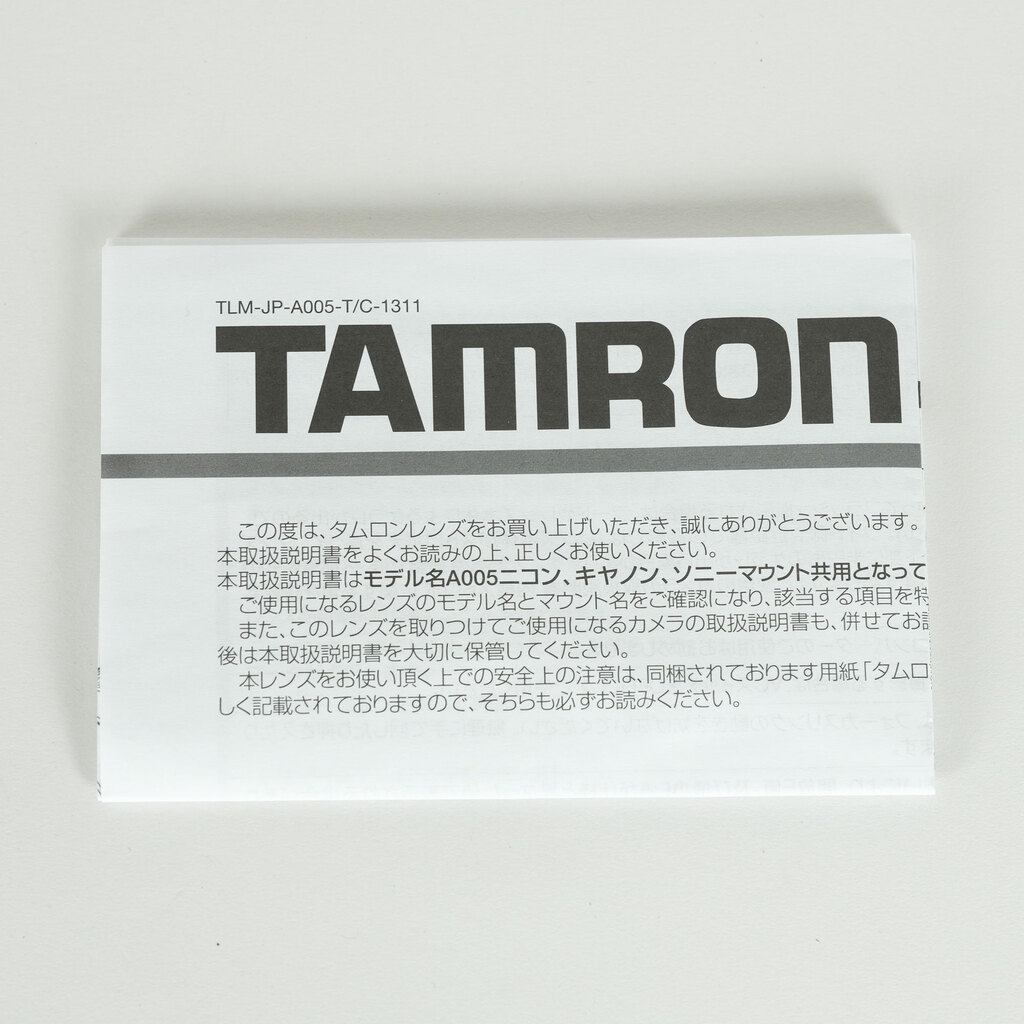 TLM-JP-A005-T/C-1311
TAMRON
この度は、タムロンレンズをお買い上げいただき、誠にありがとうございます。
本取扱説明書をよくお読みの上、正しくお使いください。
本取扱説明書はモデル名A005ニコン、キヤノン、ソニーマウント共用となって
ご使用になるレンズのモデル名とマウント名をご確認になり、該当する項目を
また、このレンズを取りつけてご使用になるカメラの取扱説明書も、併せてお
後は本取扱説明書を大切に保管してください。
本レンズをお使い頂く上での安全上の注意は、同梱されております用紙「タムロ
しく記載されておりますので、そちらも必ずお読みください。